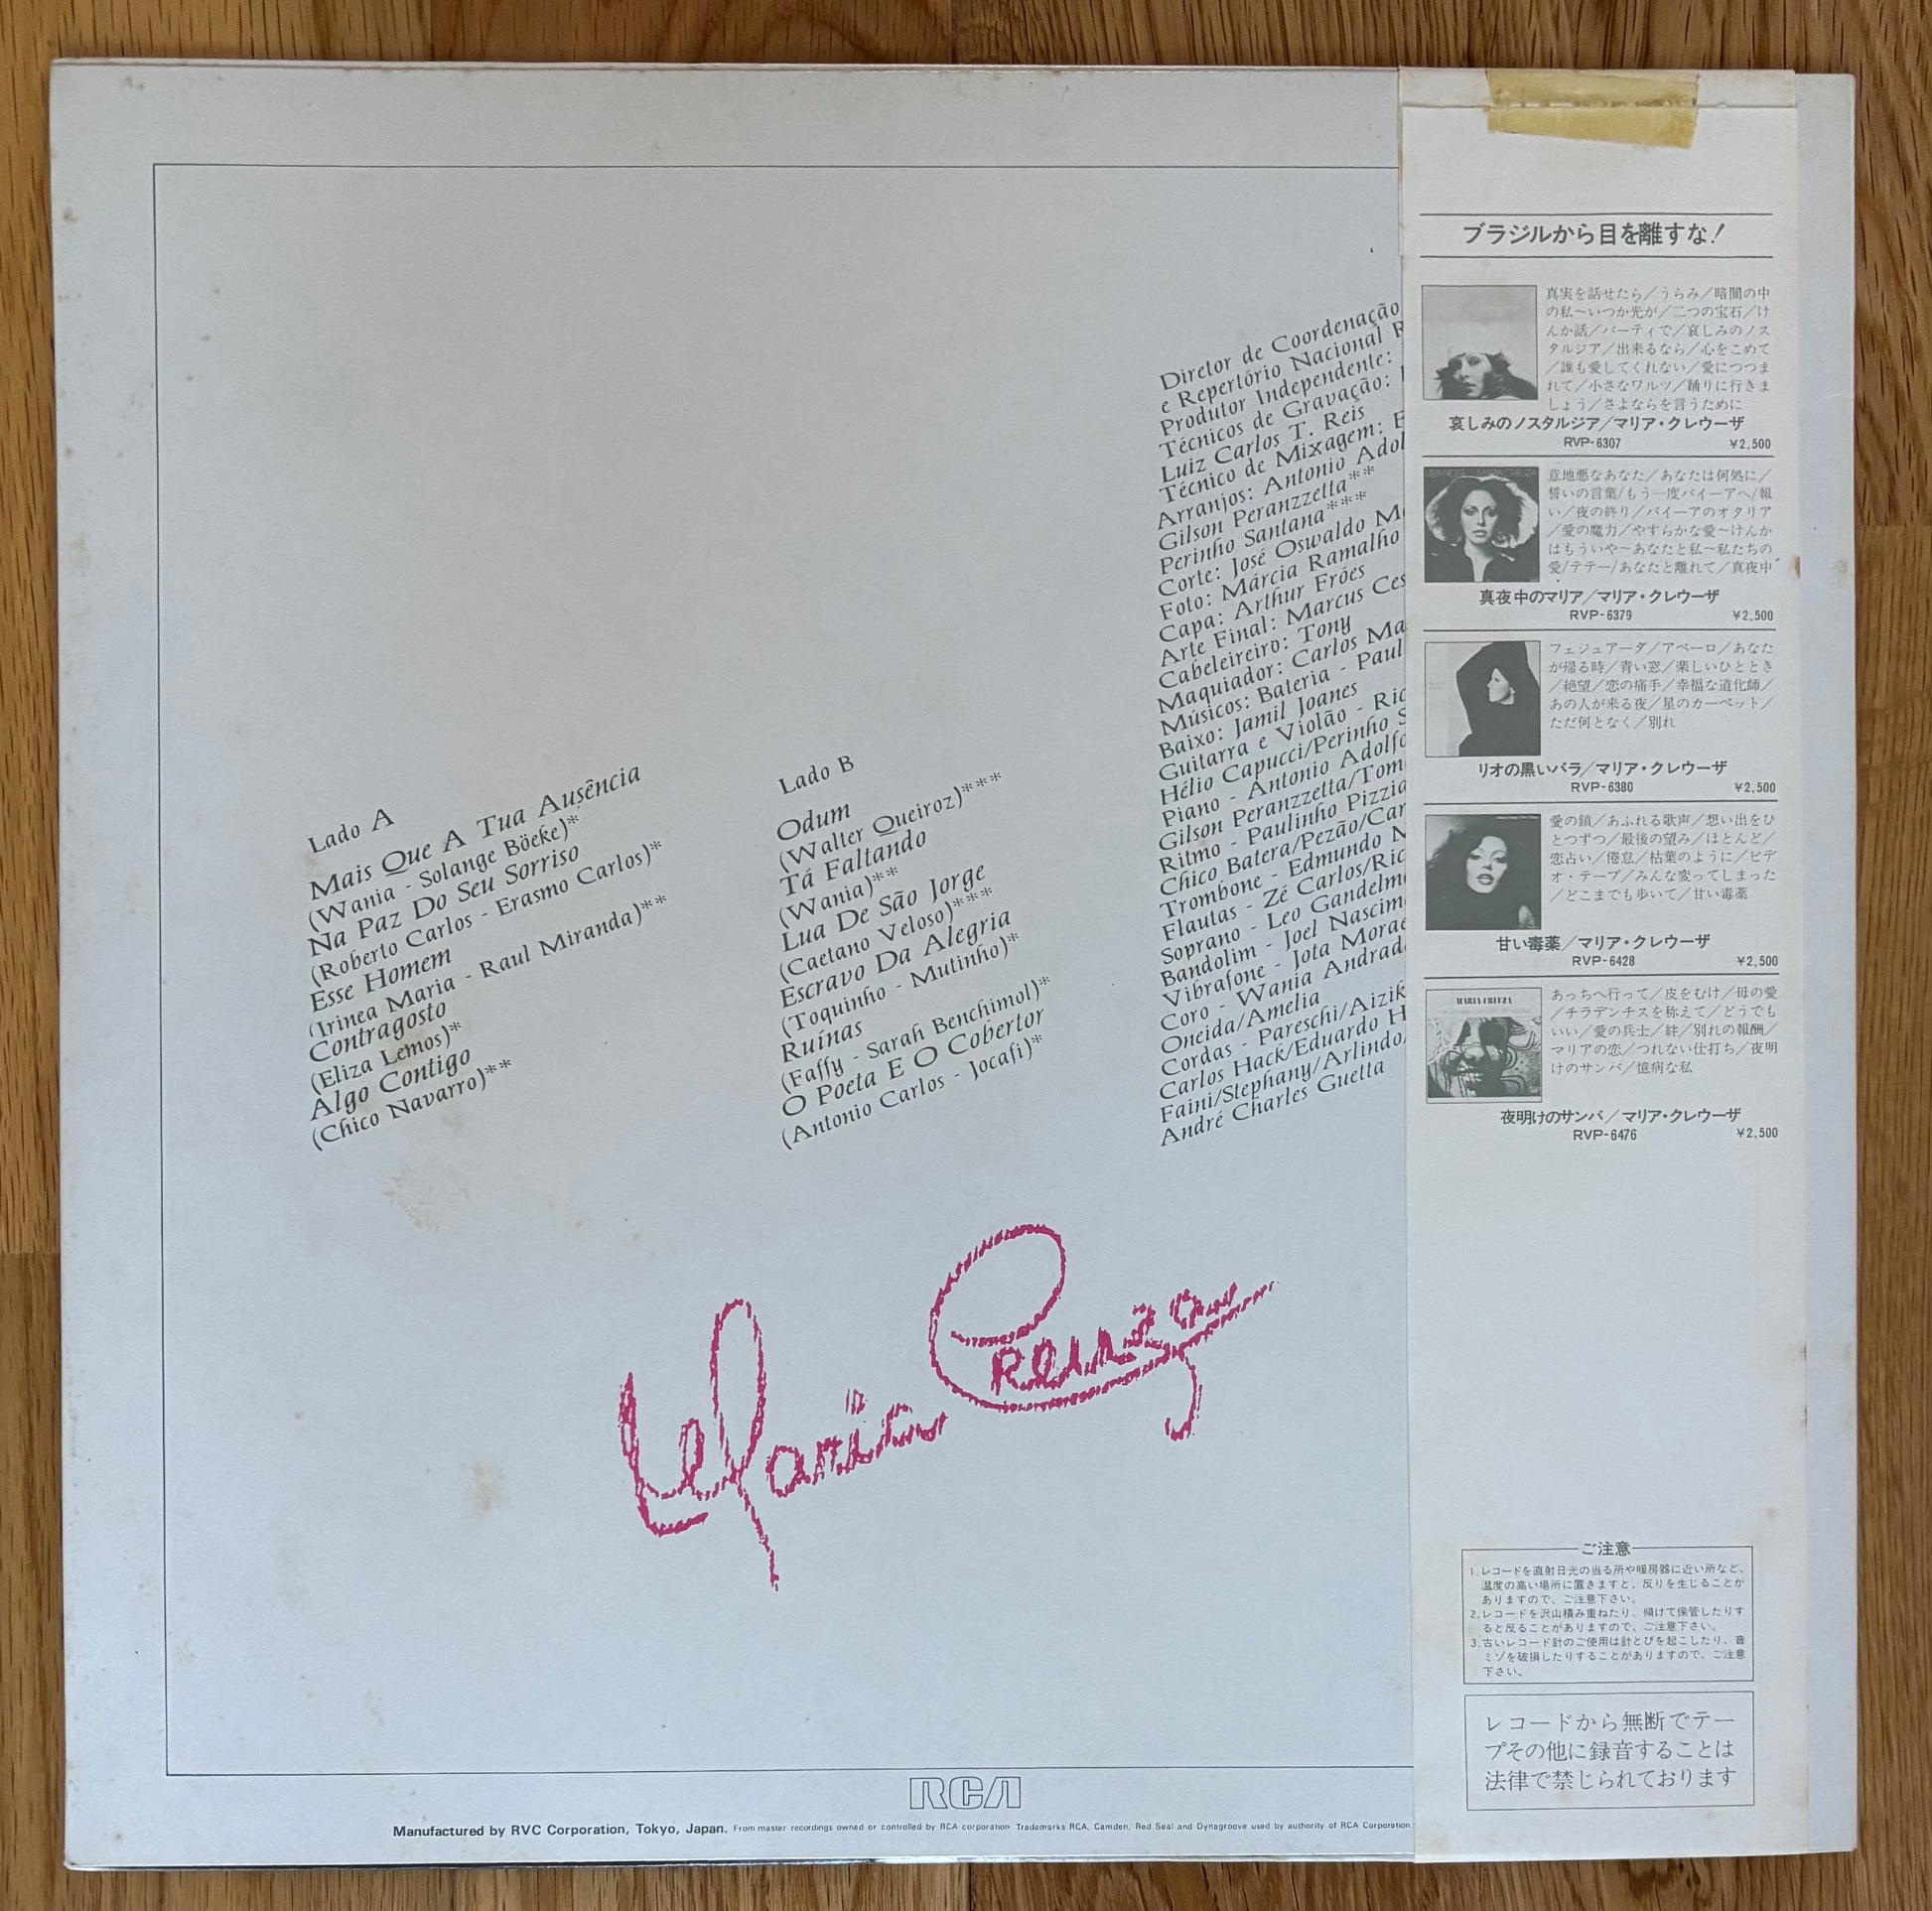 Lado A
Mais Que A Tua Ausência
(Wania - Solange Böeke)*
Na Paz Do Seu Sorriso
(Roberto Carlos - Erasmo Carlos)*
Esse Homem
(Irinea Maria - Raul Miranda)**
Contragosto
(Eliza Lemos)*
Algo Contigo
(Chico Navarro)**
Lado B
Odum
(Walter Queiroz)***
Tá Faltando
(Wania)**
Lua De São Jorge
(Caetano Veloso)***
Escravo Da Alegria
(Toquinho - Mutinho)*
Ruínas
(Faffy - Sarah Benchimol)*
O Poeta E O Cobertor
(Antonio Carlos - Jocafi)*
Diretor de Coordenação
e Repertório Nacional R
Produtor Independente:
Técnicos de Gravação:
Luiz Carlos T. Reis
Técnico de Mixagem:
Arranjos: Antonio Adol
Gilson Peranzzetta**
Perinho Santana***
Corte: José Oswaldo M
Foto: Márcia Ramalho
Capa: Arthur Fróes
Arte Final: Marcus Ces
Cabeleireiro: Tony
Maquiador: Carlos Ma
Músicos: Bateria - Paul
Baixo: Jamil Joanes
Guitarra e Violão - Ric
Hélio Capucci/Perinho S
Piano - Antonio Adolfo
Gilson Peranzzetta/Tom
Ritmo - Paulinho Pizzia
Chico Batera/Pezão/Car
Trombone - Edmundo M
Flautas - Zé Carlos/Ric
Soprano - Leo Gandelm
Bandolim - Joel Nascim
Vibrafone - Jota Morae
Coro - Wania Andrad
Oneida/Amelia
Cordas - Pareschi/Aizik
Carlos Hack/Eduardo H
Faini/Stephany/Arlindo/
André Charles Guetta
Maria Creuza
RCA
Manufactured by RVC Corporation, Tokyo, Japan. From master recordings owned or controlled by RCA corporation. Trademarks RCA, Camden, Red Seal and Dynagroove used by authority of RCA Corporation.
ブラジルから目を離すな!
真実を話せたら/うらみ/暗闇の中
の私~いつか光が/二つの宝石/け
んか話/パーティで/哀しみのノス
タルジア/出来るなら/心をこめて
/誰も愛してくれない/愛につつま
れて/小さなワルツ/踊りに行きま
しょう/さよならを言うために
哀しみのノスタルジア/マリア・クレウーザ
RVP-6307 ¥2,500
意地悪なあなた/あなたは何処に/
誓いの言葉/もう一度バイーアへ/報
い/夜の終り/バイーアのオタリア
/愛の魔力/やすらかな愛~けんか
はもういや~あなたと私~私たちの
愛/テテー/あなたと離れて/真夜中
真夜中のマリア/マリア・クレウーザ
RVP-6379 ¥2,500
フェジュアーダ/アベーロ/あなた
が帰る時/青い窓/楽しいひととき
/絶望/恋の痛手/幸福な道化師/
あの人が来る夜/星のカーペット/
ただ何となく/別れ
リオの黒いバラ/マリア・クレウーザ
RVP-6380 ¥2,500
愛の鎖/あふれる歌声/想い出をひ
とつずつ/最後の望み/ほとんど/
恋占い/倦怠/枯葉のように/ビデ
オ・テープ/みんな変ってしまった
/どこまでも歩いて/甘い毒薬
甘い毒薬/マリア・クレウーザ
RVP-6428 ¥2,500
MARIA CREUZA
あっちへ行って/皮をむけ/母の愛
/チラデンチスを称えて/どうでも
いい/愛の兵士/絆/別れの報酬/
マリアの恋/つれない仕打ち/夜明
けのサンバ/憶病な私
夜明けのサンバ/マリア・クレウーザ
RVP-6476 ¥2,500
ご注意
1.レコードを直射日光の当る所や暖房器に近い所など、
温度の高い場所に置きますと、反りを生じることが
ありますので、ご注意下さい。
2.レコードを沢山積み重ねたり、傾けて保管したりす
ると反ることがありますので、ご注意下さい。
3.古いレコード針のご使用は針とびを起こしたり、音
ミゾを破損したりすることがありますので、ご注意
下さい。
レコードから無断でテー
プその他に録音することは
法律で禁じられております